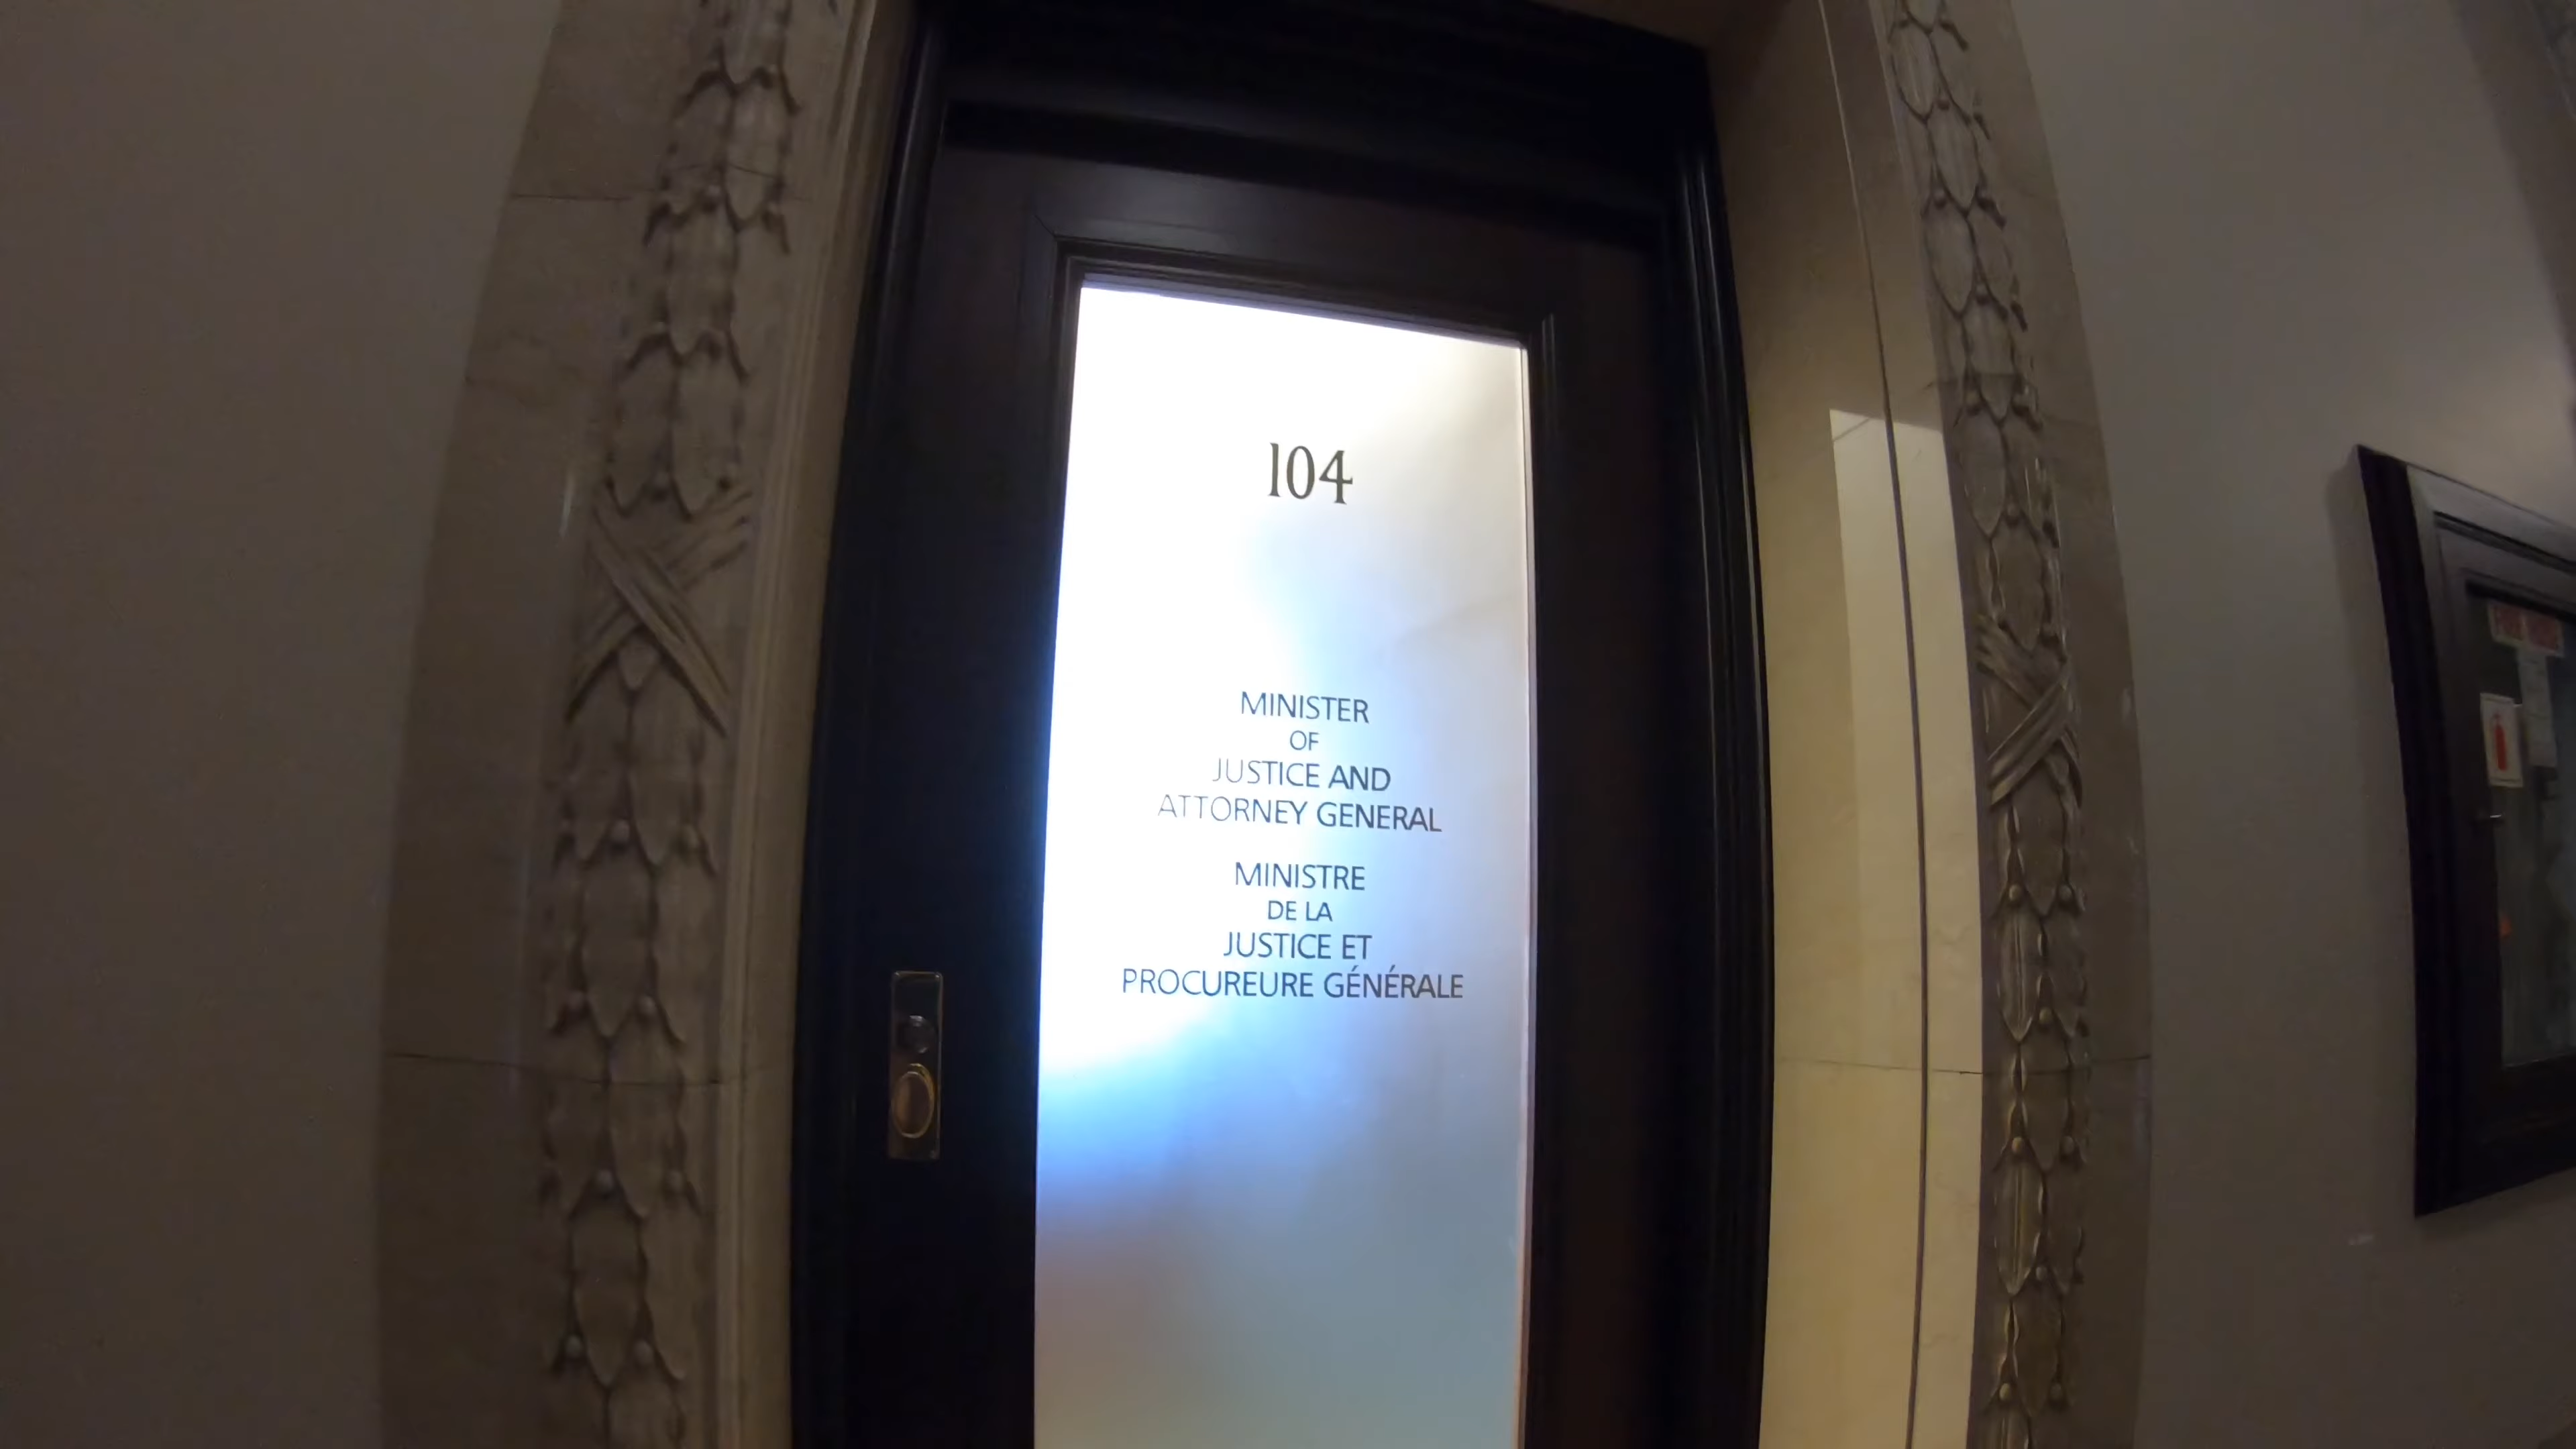 104
MINISTER
OF
JUSTICE AND
ATTORNEY GENERAL
MINISTRE
DE LA
JUSTICE ET
PROCUREURE GÉNÉRALE